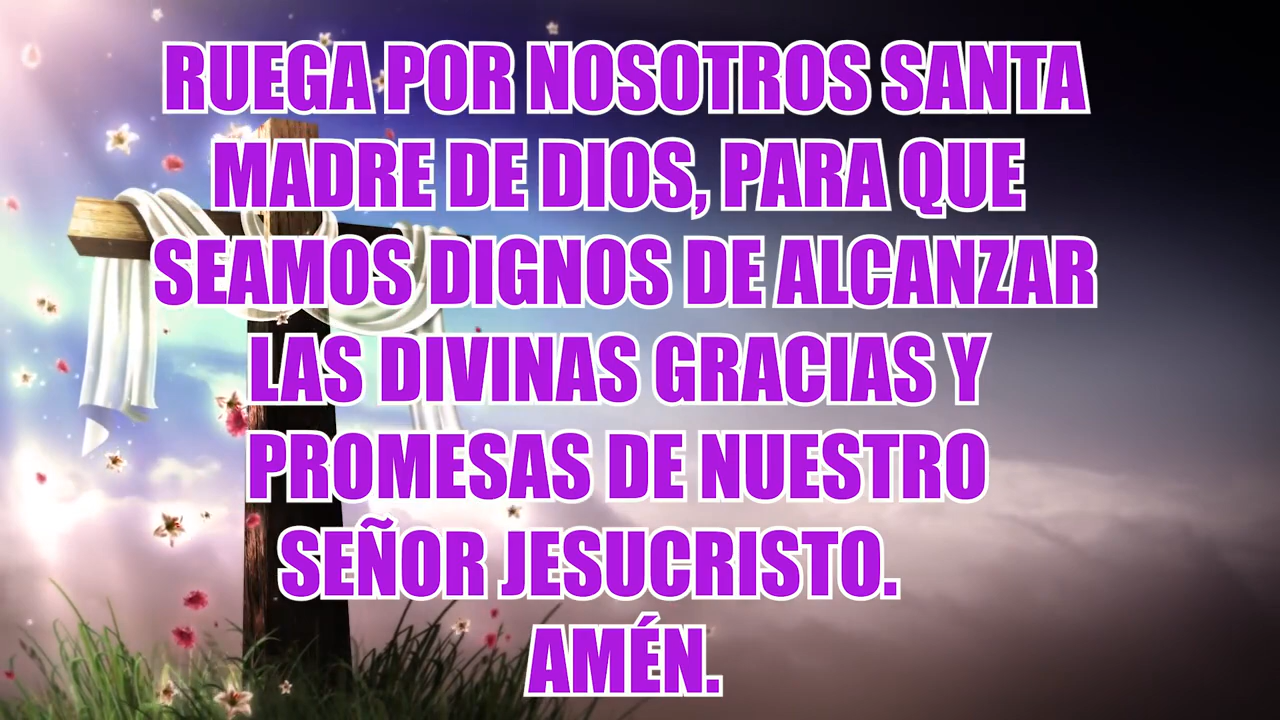 RUEGA POR NOSOTROS SANTA
MADRE DE DIOS, PARA QUE
SEAMOS DIGNOS DE ALCANZAR
LAS DIVINAS GRACIAS Y
PROMESAS DE NUESTRO
SEÑOR JESUCRISTO.
AMÉN.